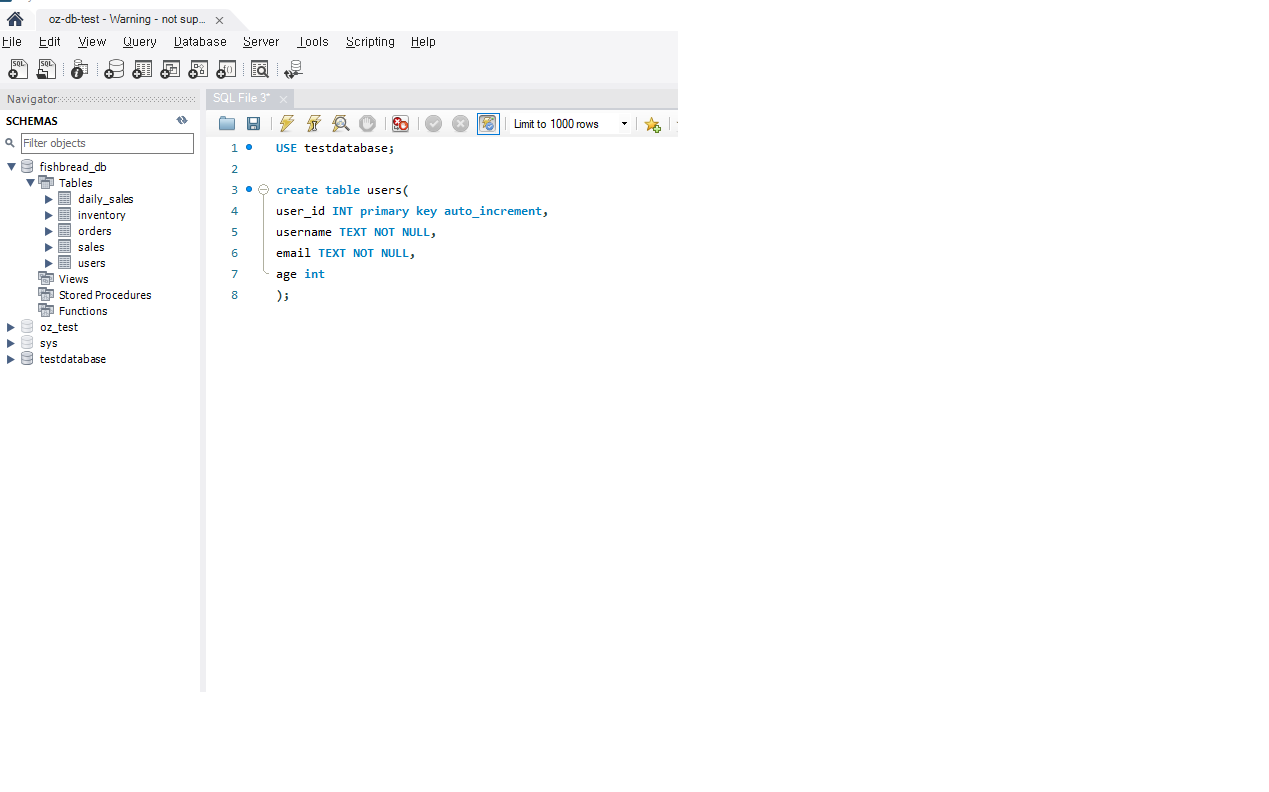 oz-db-test - Warning - not sup...
File Edit View Query Database Server Tools Scripting Help
Navigator
SQL File 3*
SCHEMAS
Limit to 1000 rows
Filter objects
fishbread_db
Tables
daily_sales
inventory
orders
sales
users
Views
Stored Procedures
Functions
oz_test
sys
testdatabase
1 USE testdatabase;
2
3 create table users(
4 user_id INT primary key auto_increment,
5 username TEXT NOT NULL,
6 email TEXT NOT NULL,
7 age int
8 );